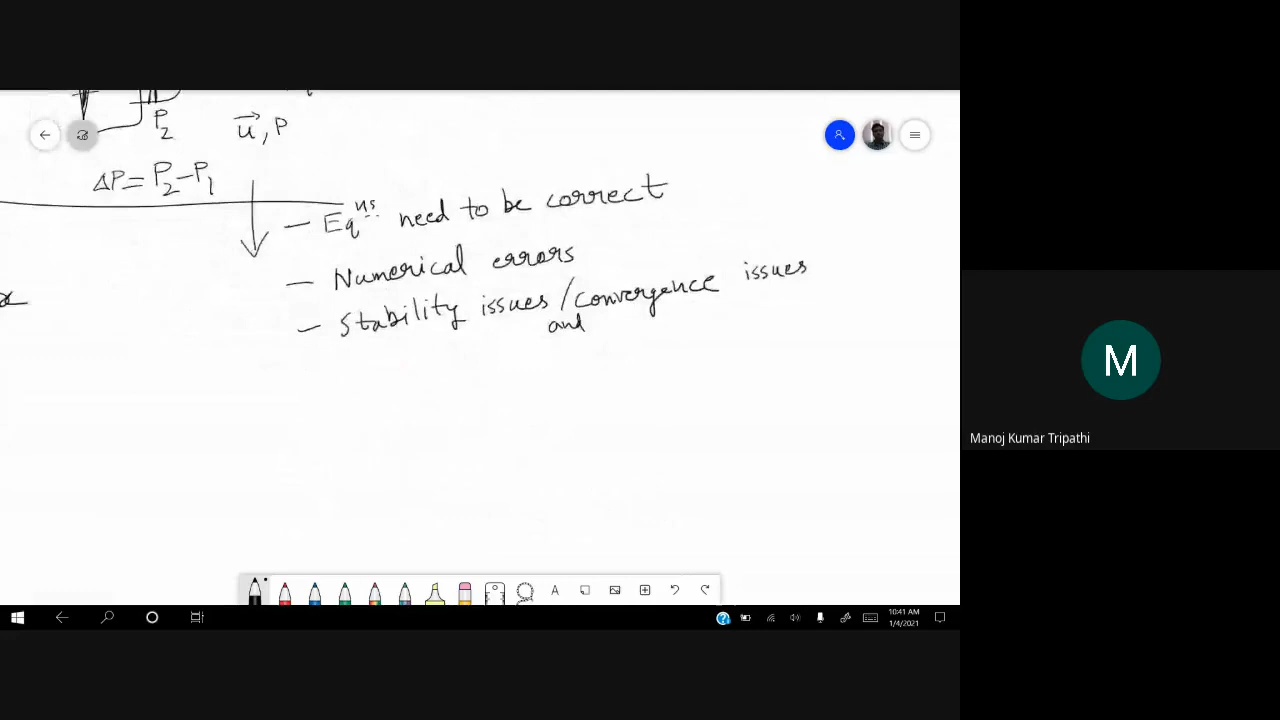 P2
u, P
ΔP = P2 - P1
- Eqns need to be correct
- Numerical errors
- Stability issues / convergence issues
and
M
Manoj Kumar Tripathi
A
10:41 AM
1/4/2021